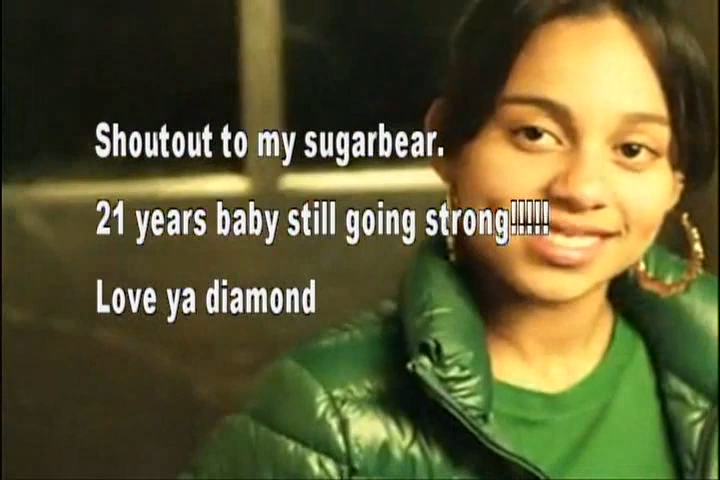 Shoutout to my sugarbear.
21 years baby still going strong!!!!!
Love ya diamond